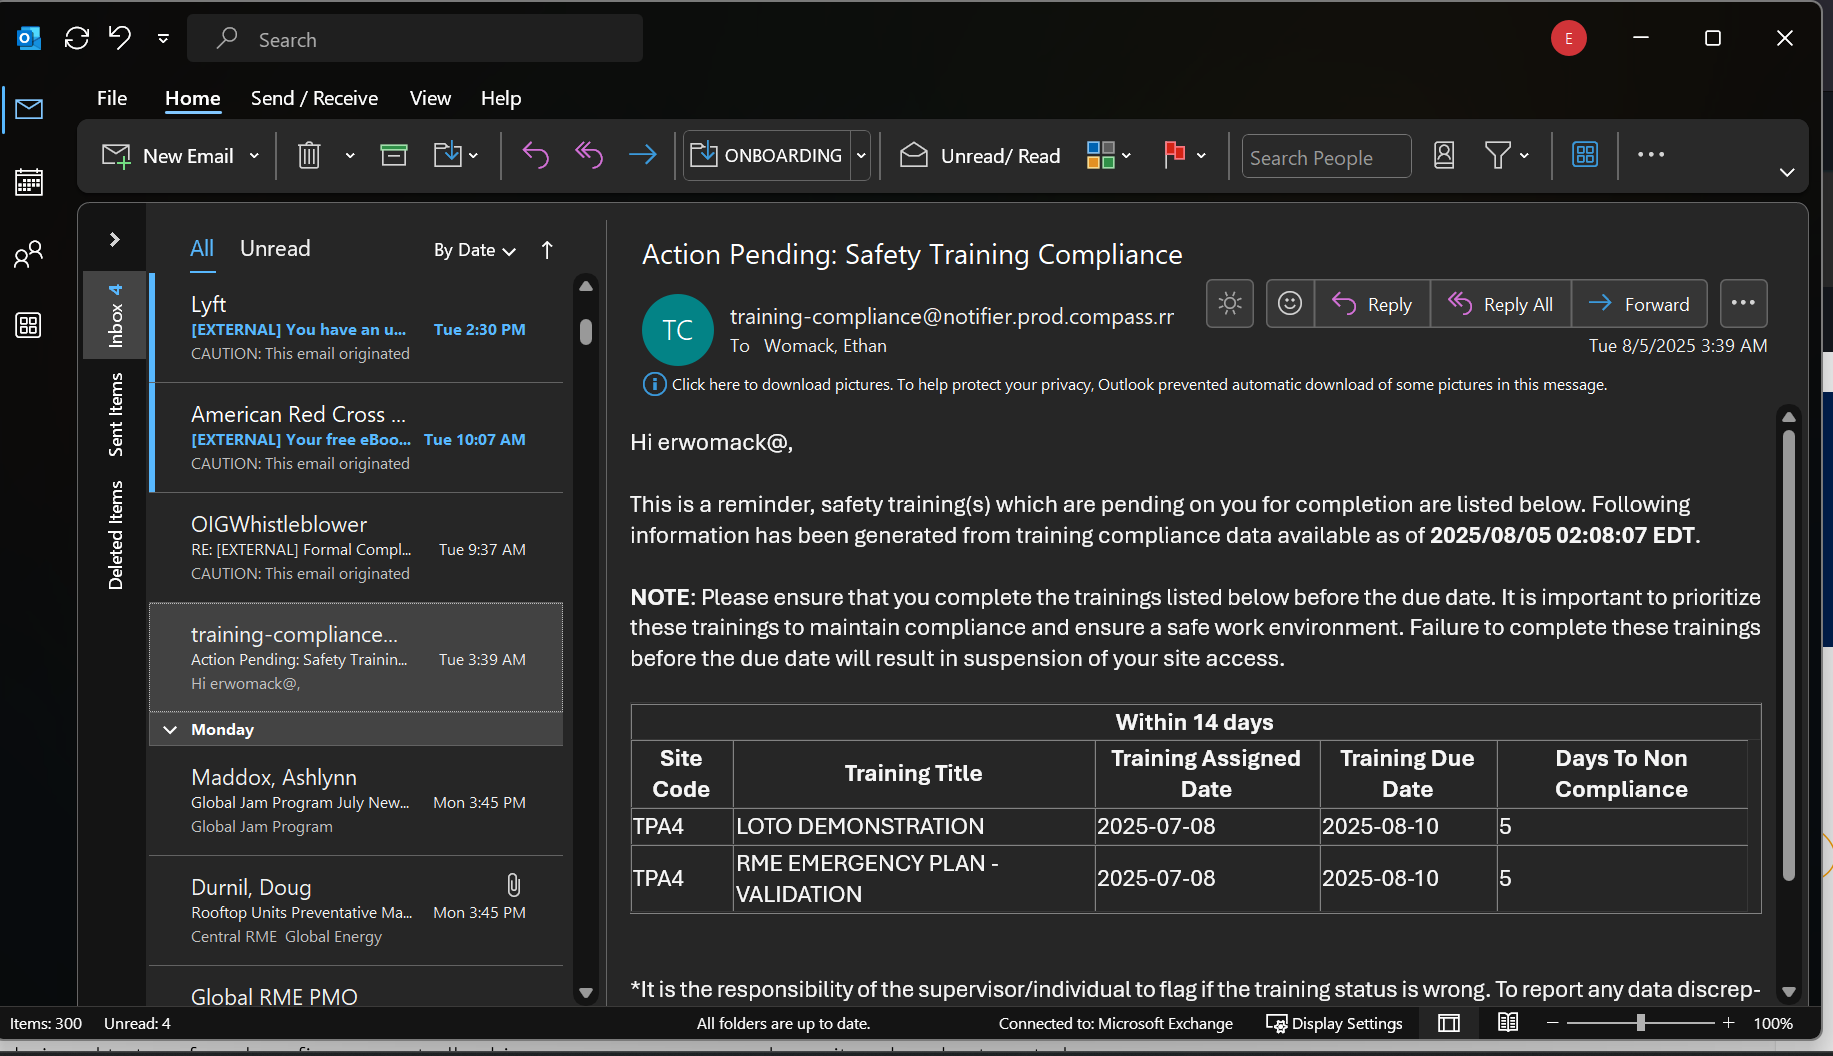 Search
E
File Home Send / Receive View Help
New Email ONBOARDING Unread/ Read Search People
All Unread By Date
Inbox 4
Sent Items
Deleted Items
Lyft
[EXTERNAL] You have an u... Tue 2:30 PM
CAUTION: This email originated
American Red Cross ...
[EXTERNAL] Your free eBoo... Tue 10:07 AM
CAUTION: This email originated
OIGWhistleblower
RE: [EXTERNAL] Formal Compl... Tue 9:37 AM
CAUTION: This email originated
training-compliance...
Action Pending: Safety Trainin... Tue 3:39 AM
Hi erwomack@,
Monday
Maddox, Ashlynn
Global Jam Program July New... Mon 3:45 PM
Global Jam Program
Durnil, Doug
Rooftop Units Preventative Ma... Mon 3:45 PM
Central RME Global Energy
Global RME PMO
Action Pending: Safety Training Compliance
TC
training-compliance@notifier.prod.compass.rr
To Womack, Ethan
Reply Reply All Forward
Tue 8/5/2025 3:39 AM
Click here to download pictures. To help protect your privacy, Outlook prevented automatic download of some pictures in this message.
Hi erwomack@,
This is a reminder, safety training(s) which are pending on you for completion are listed below. Following
information has been generated from training compliance data available as of 2025/08/05 02:08:07 EDT.
NOTE: Please ensure that you complete the trainings listed below before the due date. It is important to prioritize
these trainings to maintain compliance and ensure a safe work environment. Failure to complete these trainings
before the due date will result in suspension of your site access.
Within 14 days
Site Code Training Title Training Assigned Date Training Due Date Days To Non Compliance
TPA4 LOTO DEMONSTRATION 2025-07-08 2025-08-10 5
TPA4 RME EMERGENCY PLAN - VALIDATION 2025-07-08 2025-08-10 5
*It is the responsibility of the supervisor/individual to flag if the training status is wrong. To report any data discrep-
Items: 300 Unread: 4 All folders are up to date. Connected to: Microsoft Exchange Display Settings 100%